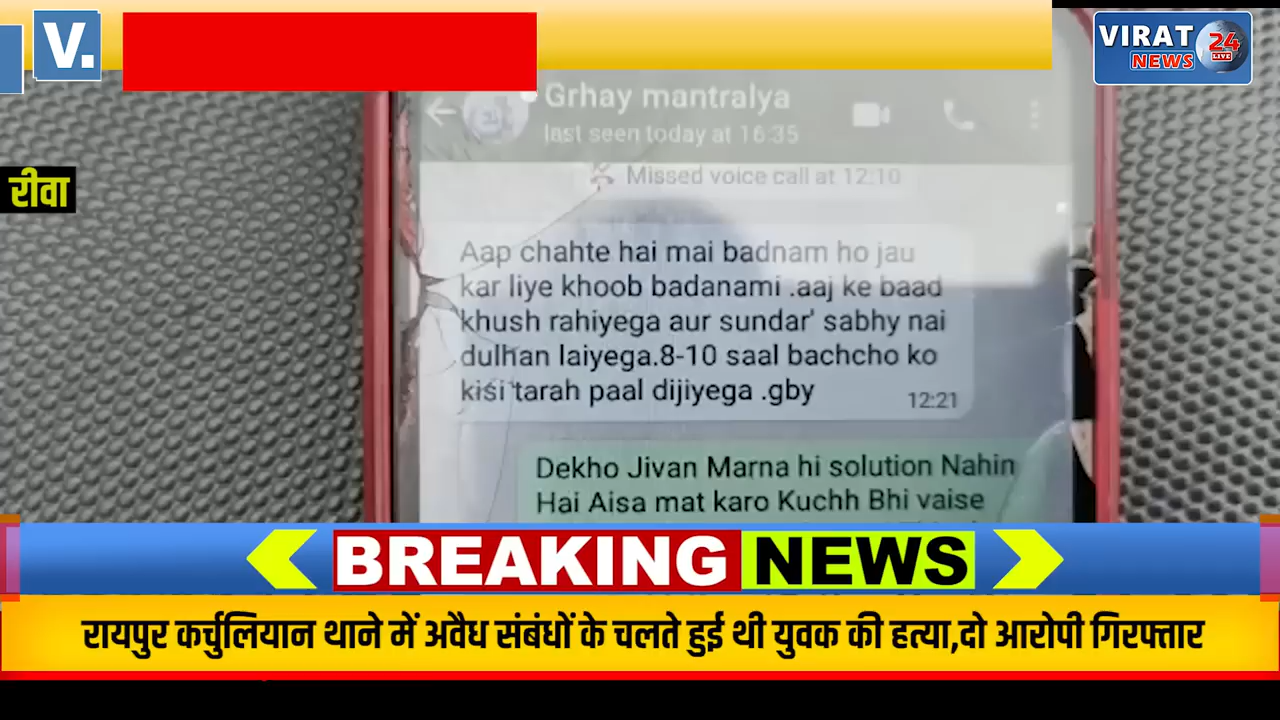 V.
VIRAT
NEWS
24
LIVE
Grhay mantralya
last seen today at 16:35
Missed voice call at 12:10
रीवा
Aap chahte hai mai badnam ho jau
kar liye khoob badanami .aaj ke baad
khush rahiyega aur sundar' sabhy nai
dulhan laiyega.8-10 saal bachcho ko
kisi tarah paal dijiyega .gby
12:21
Dekho Jivan Marna hi solution Nahin
Hai Aisa mat karo Kuchh Bhi vaise
BREAKING NEWS
रायपुर कर्चुलियान थाने में अवैध संबंधों के चलते हुई थी युवक की हत्या,दो आरोपी गिरफ्तार